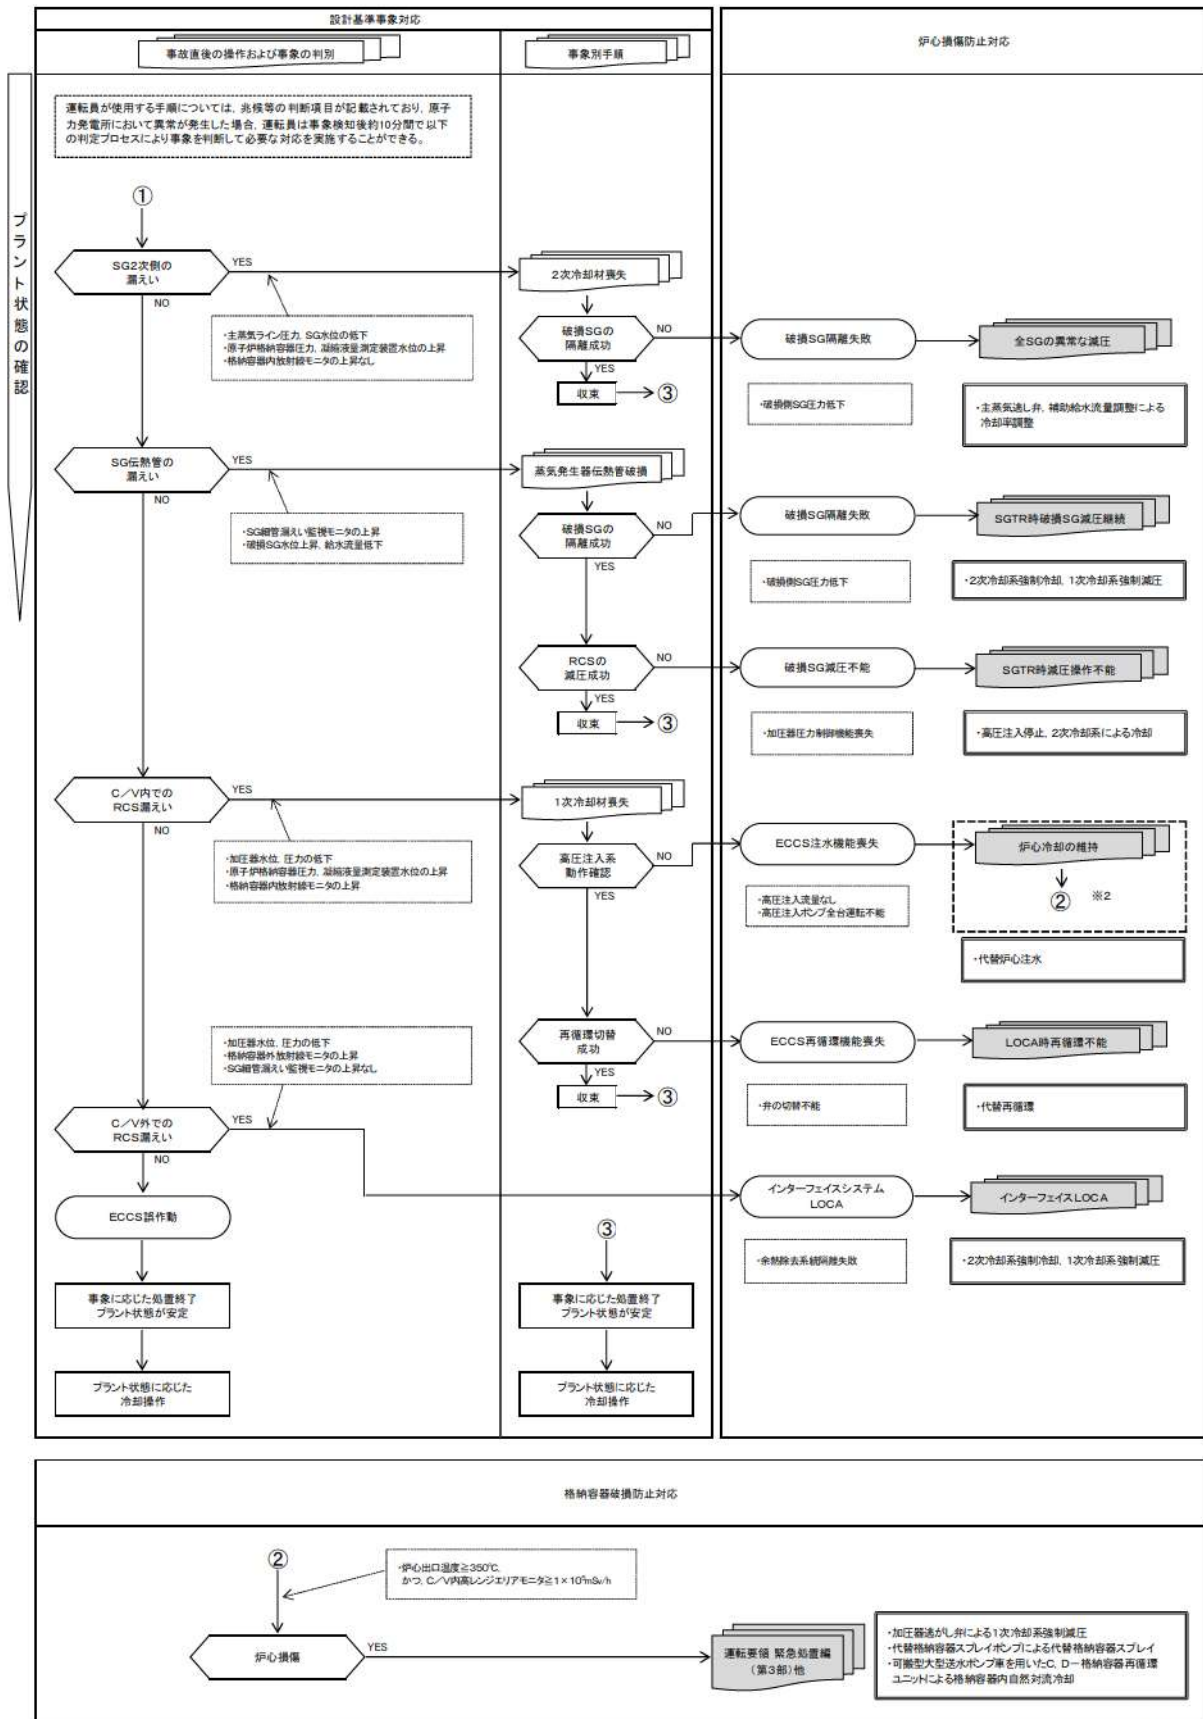 設計基準事象対応
事故直後の操作および事象の判別
事象別手順
炉心損傷防止対応
プラント状態の確認
運転員が使用する手順については，兆候等の判断項目が記載されており，原子
力発電所において異常が発生した場合，運転員は事象検知後約10分間で以下
の判定プロセスにより事象を判断して必要な対応を実施することができる。
①
SG2次側の
漏えい
YES
NO
・主蒸気ライン圧力，SG水位の低下
・原子炉格納容器圧力，凝縮液量測定装置水位の上昇
・格納容器内放射線モニタの上昇なし
2次冷却材喪失
破損SGの
隔離成功
NO
YES
収束
③
破損SG隔離失敗
・破損側SG圧力低下
全SGの異常な減圧
・主蒸気逃し弁，補助給水流量調整による
冷却率調整
SG伝熱管の
漏えい
YES
NO
・SG細管漏えい監視モニタの上昇
・破損SG水位上昇，給水流量低下
蒸気発生器伝熱管破損
破損SGの
隔離成功
NO
YES
破損SG隔離失敗
・破損側SG圧力低下
SGTR時破損SG減圧継続
・2次冷却系強制冷却，1次冷却系強制減圧
RCSの
減圧成功
NO
YES
収束
③
破損SG減圧不能
・加圧器圧力制御機能喪失
SGTR時減圧操作不能
・高圧注入停止，2次冷却系による冷却
C／V内での
RCS漏えい
YES
NO
・加圧器水位，圧力の低下
・原子炉格納容器圧力，凝縮液量測定装置水位の上昇
・格納容器内放射線モニタの上昇
1次冷却材喪失
高圧注入系
動作確認
NO
YES
ECCS注水機能喪失
・高圧注入流量なし
・高圧注入ポンプ全台運転不能
炉心冷却の維持
② ※2
・代替炉心注水
再循環切替
成功
NO
YES
収束
③
ECCS再循環機能喪失
・弁の切替不能
LOCA時再循環不能
・代替再循環
・加圧器水位，圧力の低下
・格納容器外放射線モニタの上昇
・SG細管漏えい監視モニタの上昇なし
C／V外での
RCS漏えい
YES
NO
インターフェイスシステム
LOCA
・余熱除去系統隔離失敗
インターフェイスLOCA
・2次冷却系強制冷却，1次冷却系強制減圧
ECCS誤作動
事象に応じた処置終了
プラント状態が安定
プラント状態に応じた
冷却操作
③
事象に応じた処置終了
プラント状態が安定
プラント状態に応じた
冷却操作
格納容器破損防止対応
②
・炉心出口温度≧350℃，
かつ，C／V内高レンジエリアモニタ≧1×10⁵mSv/h
炉心損傷
YES
運転要領 緊急処置編
（第3部）他
・加圧器逃がし弁による1次冷却系強制減圧
・代替格納容器スプレイポンプによる代替格納容器スプレイ
・可搬型大型送水ポンプ車を用いたC，D－格納容器再循環
ユニットによる格納容器内自然対流冷却